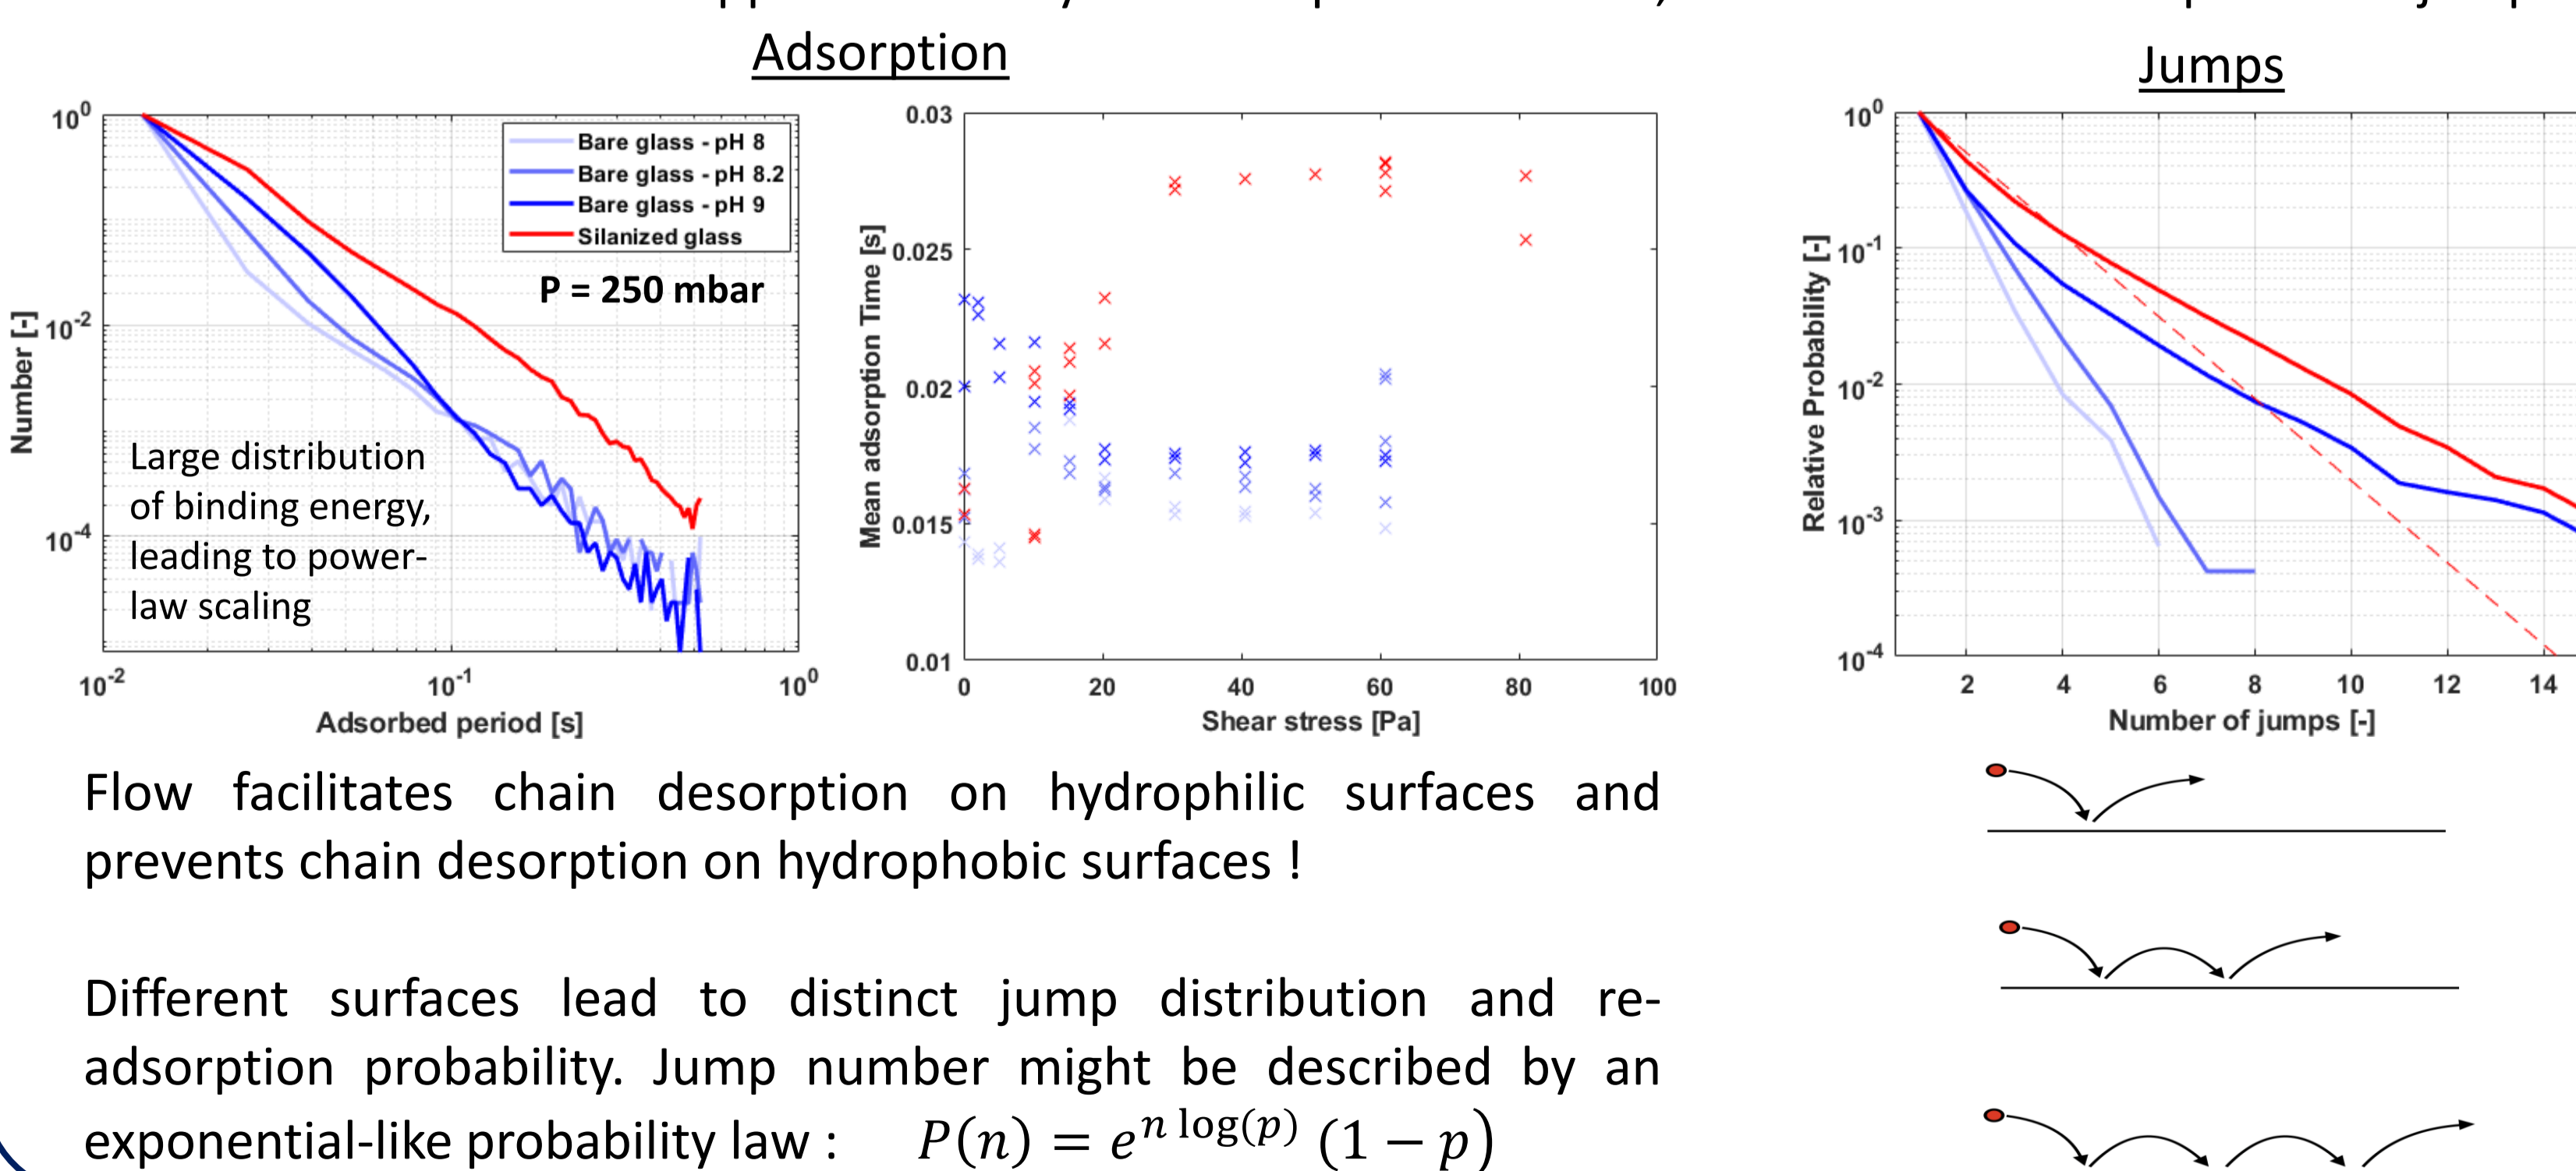 Adsorption
Jumps
10^0
10^-2
10^-4
10^-2
10^-1
10^0
Number [-]
Adsorbed period [s]
Bare glass - pH 8
Bare glass - pH 8.2
Bare glass - pH 9
Silanized glass
P = 250 mbar
Large distribution
of binding energy,
leading to power-
law scaling
0.03
0.025
0.02
0.015
0.01
0
20
40
60
80
100
Mean adsorption Time [s]
Shear stress [Pa]
10^0
10^-1
10^-2
10^-3
10^-4
2
4
6
8
10
12
14
Relative Probability [-]
Number of jumps [-]
Flow facilitates chain desorption on hydrophilic surfaces and
prevents chain desorption on hydrophobic surfaces !
Different surfaces lead to distinct jump distribution and re-
adsorption probability. Jump number might be described by an
exponential-like probability law : P(n) = e^{n log(p)} (1 − p)